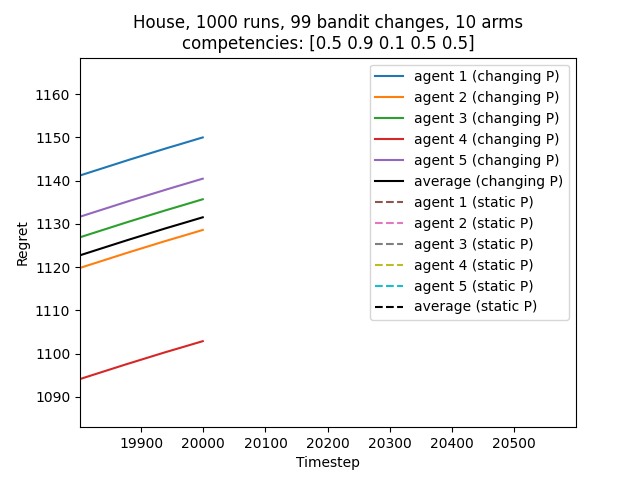 House, 1000 runs, 99 bandit changes, 10 arms
competencies: [0.5 0.9 0.1 0.5 0.5]
1160
1150
1140
1130
1120
1110
1100
1090
Regret
agent 1 (changing P)
agent 2 (changing P)
agent 3 (changing P)
agent 4 (changing P)
agent 5 (changing P)
average (changing P)
agent 1 (static P)
agent 2 (static P)
agent 3 (static P)
agent 4 (static P)
agent 5 (static P)
average (static P)
19900 20000 20100 20200 20300 20400 20500
Timestep